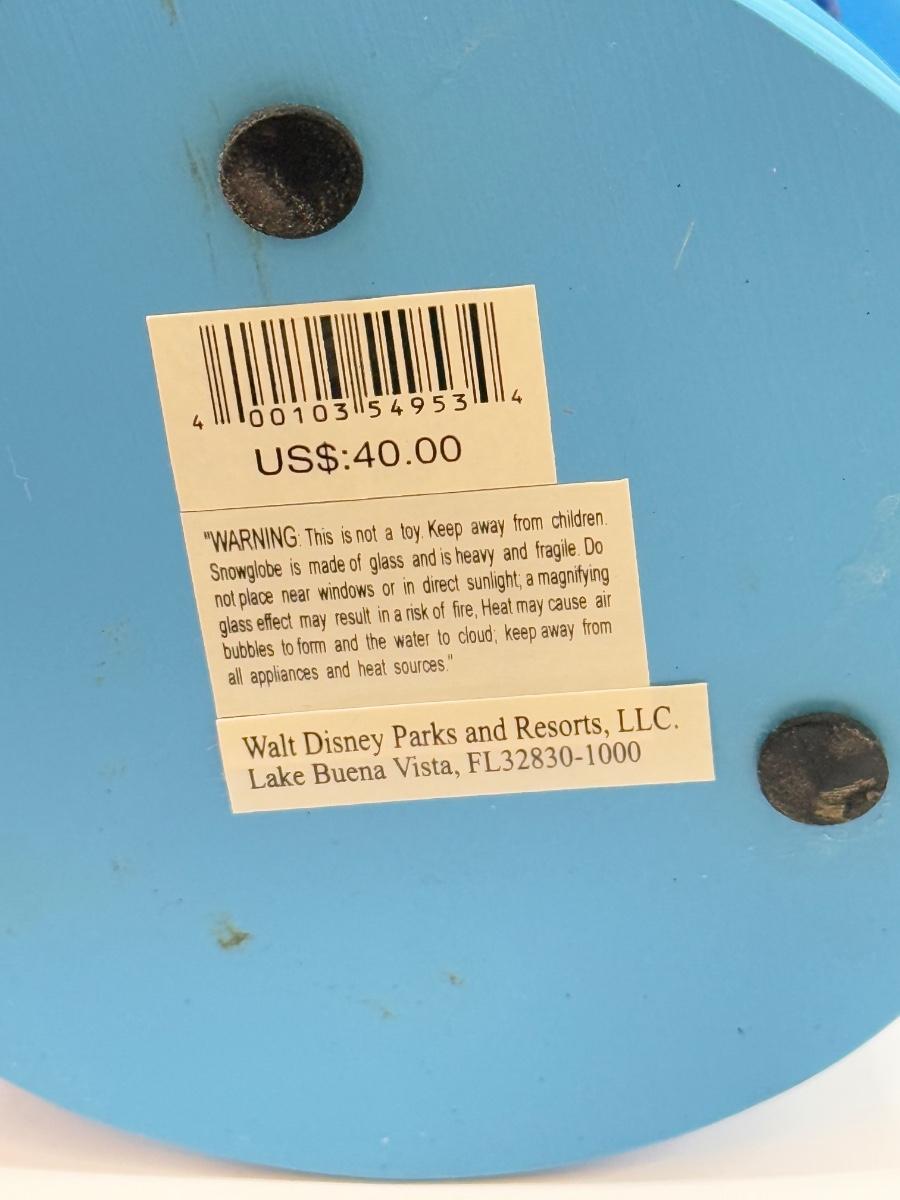 4 00103 54953 4
US$:40.00
"WARNING: This is not a toy. Keep away from children.
Snowglobe is made of glass and is heavy and fragile. Do
not place near windows or in direct sunlight; a magnifying
glass effect may result in a risk of fire, Heat may cause air
bubbles to form and the water to cloud; keep away from
all appliances and heat sources."
Walt Disney Parks and Resorts, LLC.
Lake Buena Vista, FL32830-1000